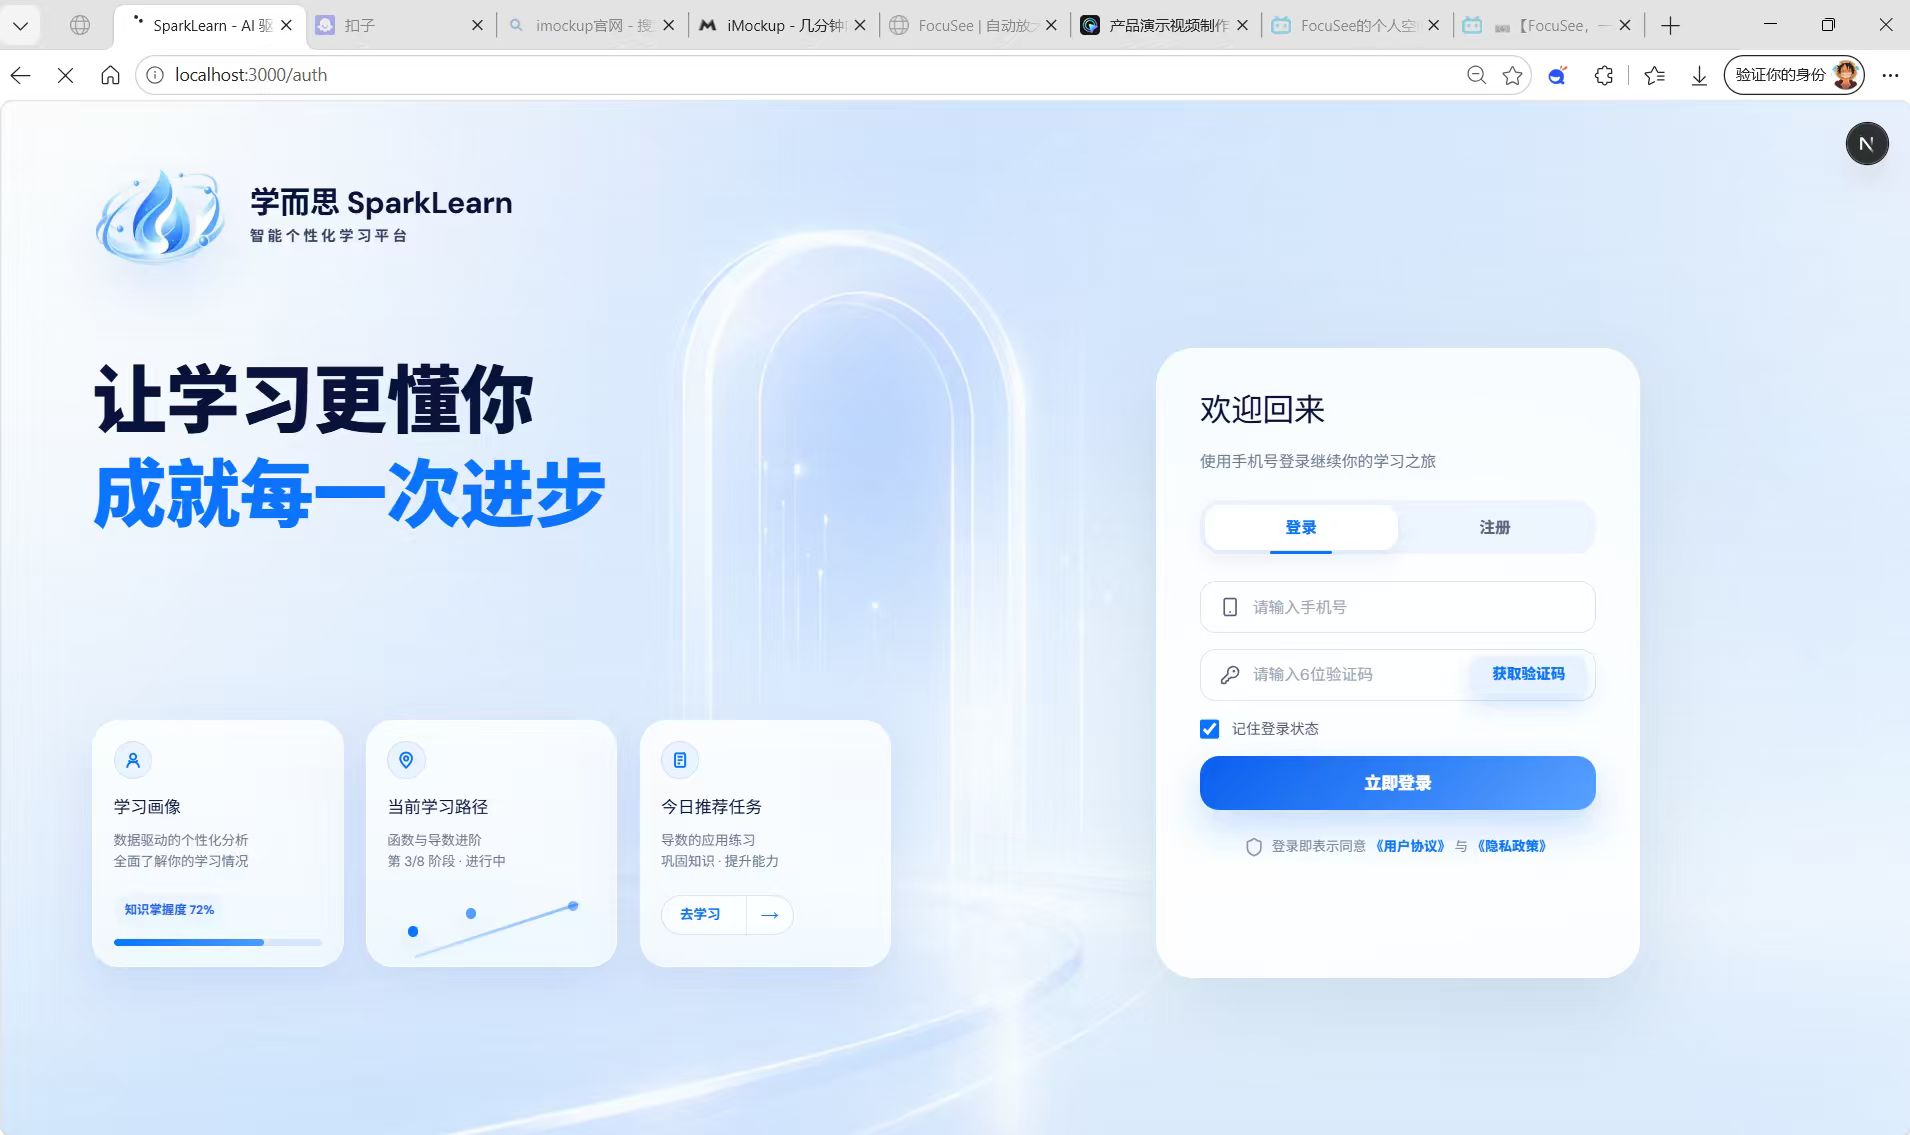 SparkLearn - AI 驱
扣子
imockup官网 - 搜
iMockup - 几分钟
FocuSee | 自动放
产品演示视频制作
FocuSee的个人空
【FocuSee，一
localhost:3000/auth
验证你的身份
N
学而思 SparkLearn
智能个性化学习平台
让学习更懂你
成就每一次进步
学习画像
数据驱动的个性化分析
全面了解你的学习情况
知识掌握度 72%
当前学习路径
函数与导数进阶
第 3/8 阶段 · 进行中
今日推荐任务
导数的应用练习
巩固知识 · 提升能力
去学习 →
欢迎回来
使用手机号登录继续你的学习之旅
登录 注册
请输入手机号
请输入6位验证码 获取验证码
记住登录状态
立即登录
登录即表示同意《用户协议》与《隐私政策》